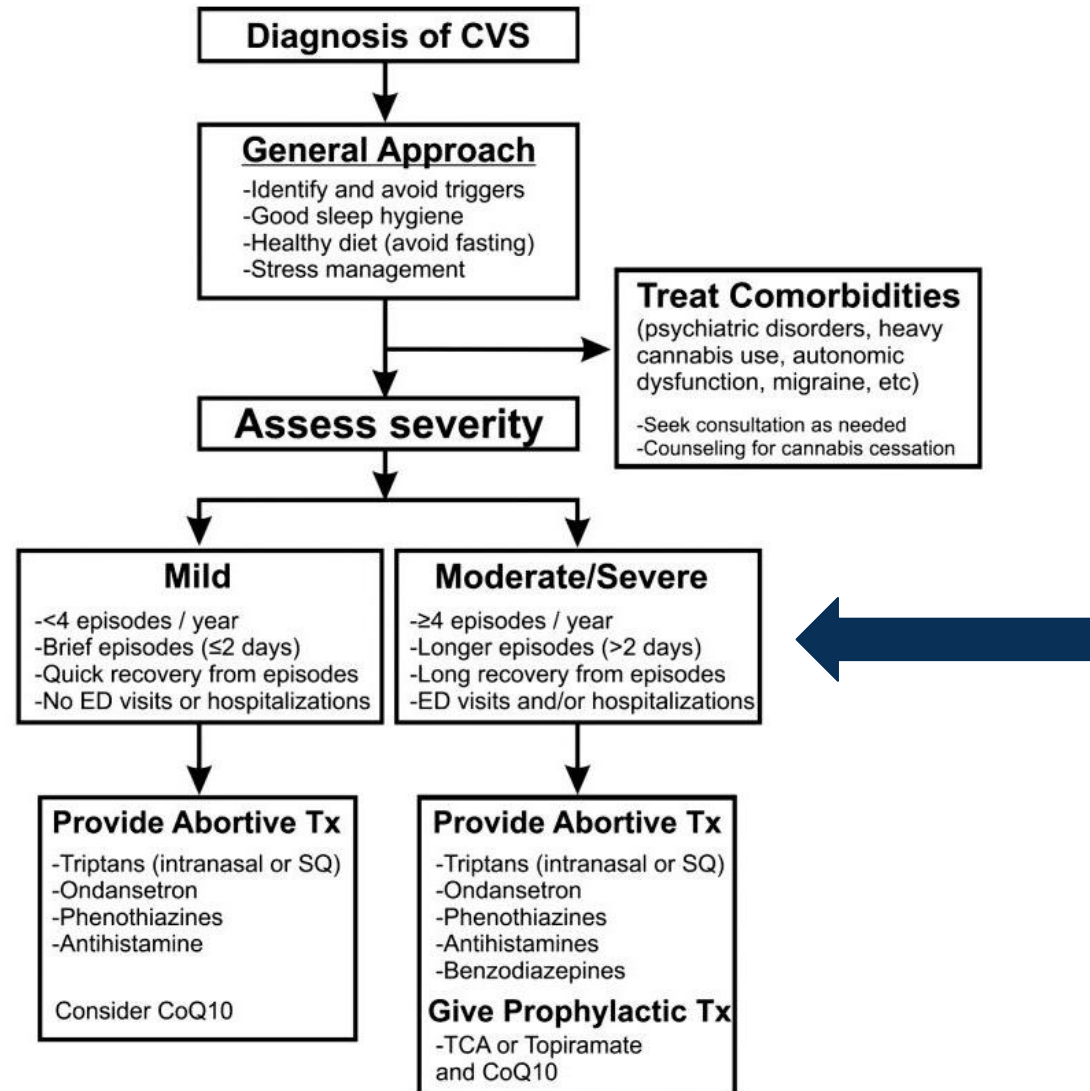 Diagnosis of CVS
General Approach
-Identify and avoid triggers
-Good sleep hygiene
-Healthy diet (avoid fasting)
-Stress management
Treat Comorbidities
(psychiatric disorders, heavy
cannabis use, autonomic
dysfunction, migraine, etc)
-Seek consultation as needed
-Counseling for cannabis cessation
Assess severity
Mild
-<4 episodes / year
-Brief episodes (≤2 days)
-Quick recovery from episodes
-No ED visits or hospitalizations
Moderate/Severe
-≥4 episodes / year
-Longer episodes (>2 days)
-Long recovery from episodes
-ED visits and/or hospitalizations
Provide Abortive Tx
-Triptans (intranasal or SQ)
-Ondansetron
-Phenothiazines
-Antihistamine
Consider CoQ10
Provide Abortive Tx
-Triptans (intranasal or SQ)
-Ondansetron
-Phenothiazines
-Antihistamines
-Benzodiazepines
Give Prophylactic Tx
-TCA or Topiramate
and CoQ10